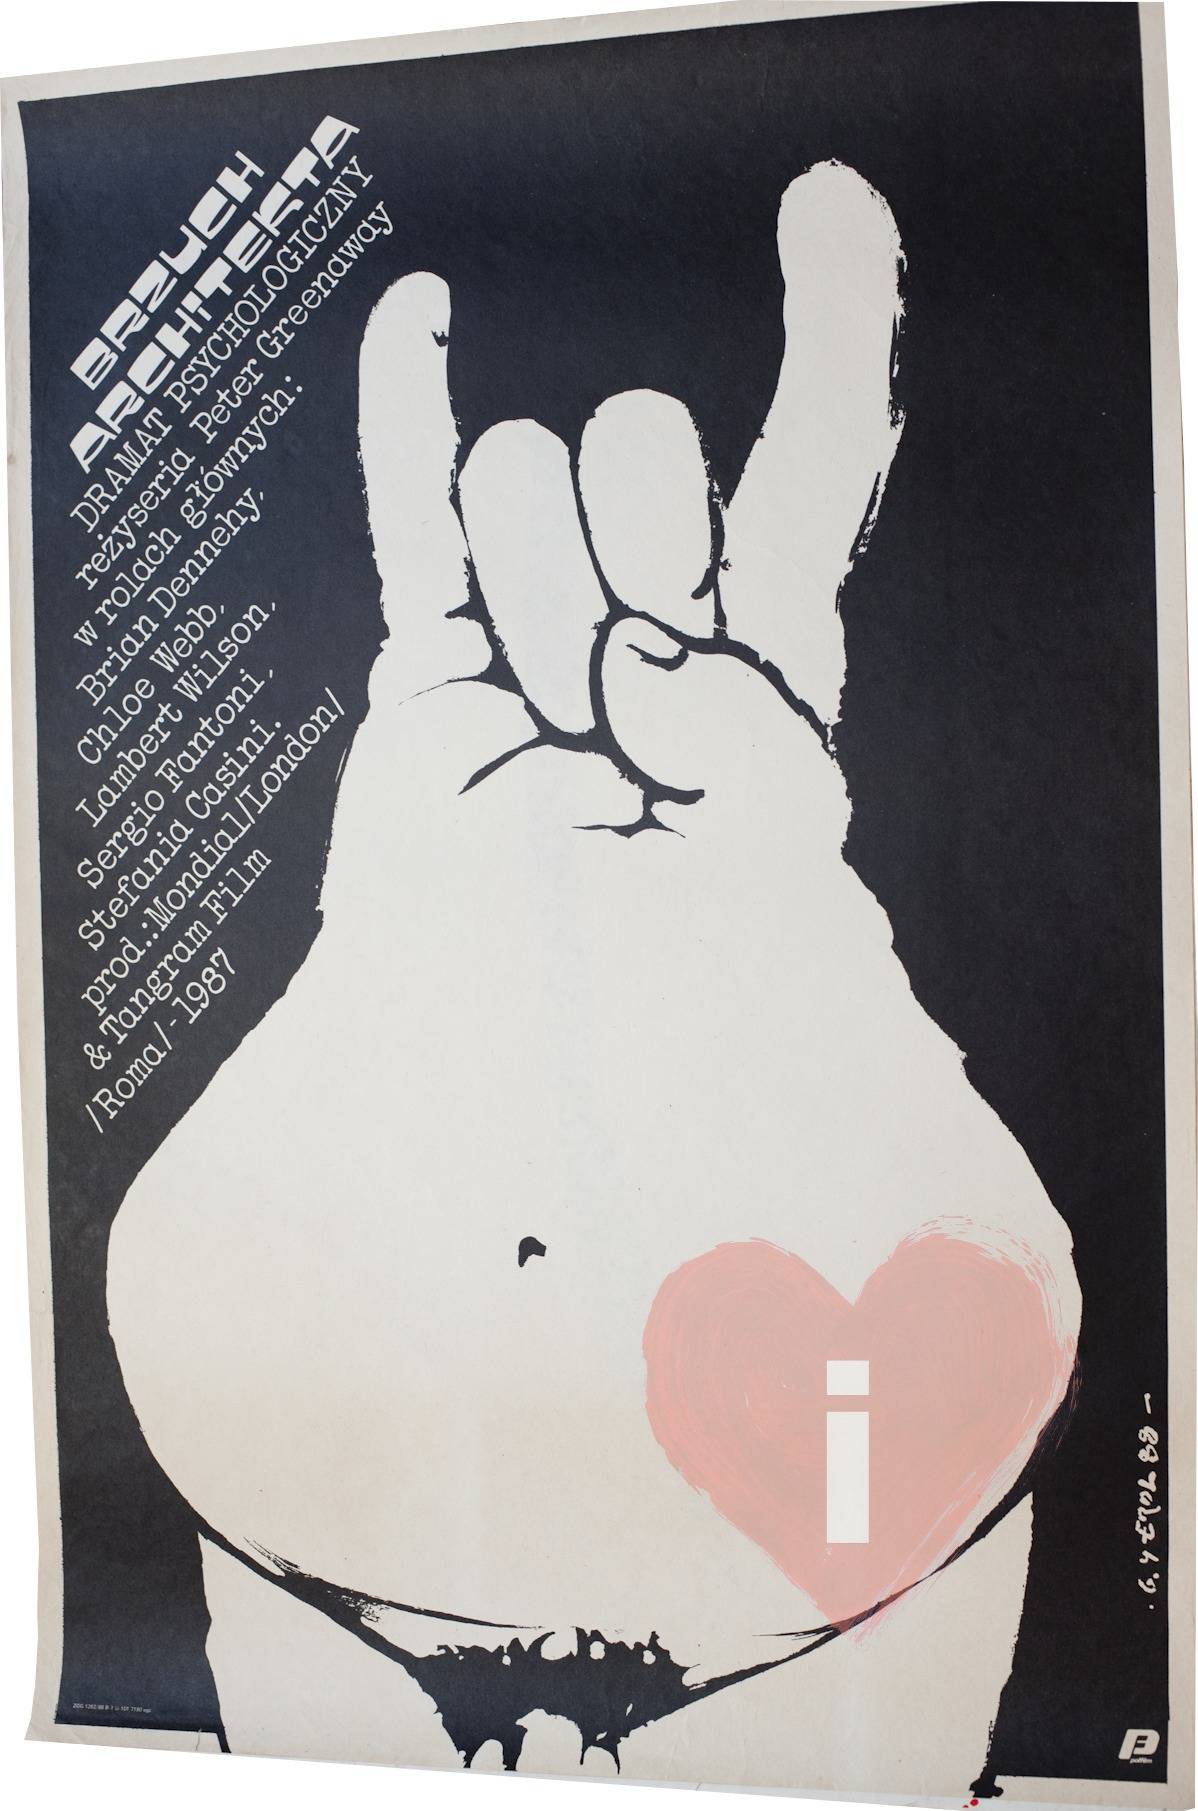 BRZUCH
ARCHITEKTA
DRAMAT PSYCHOLOGICZNY
reżyseria Peter Greenaway
w rolach głównych:
Brian Dennehy,
Chloe Webb,
Lambert Wilson,
Sergio Fantoni,
Stefania Casini.
prod.:Mondial/London/
& Tangram Film
/Roma/-1987
i
polfilm